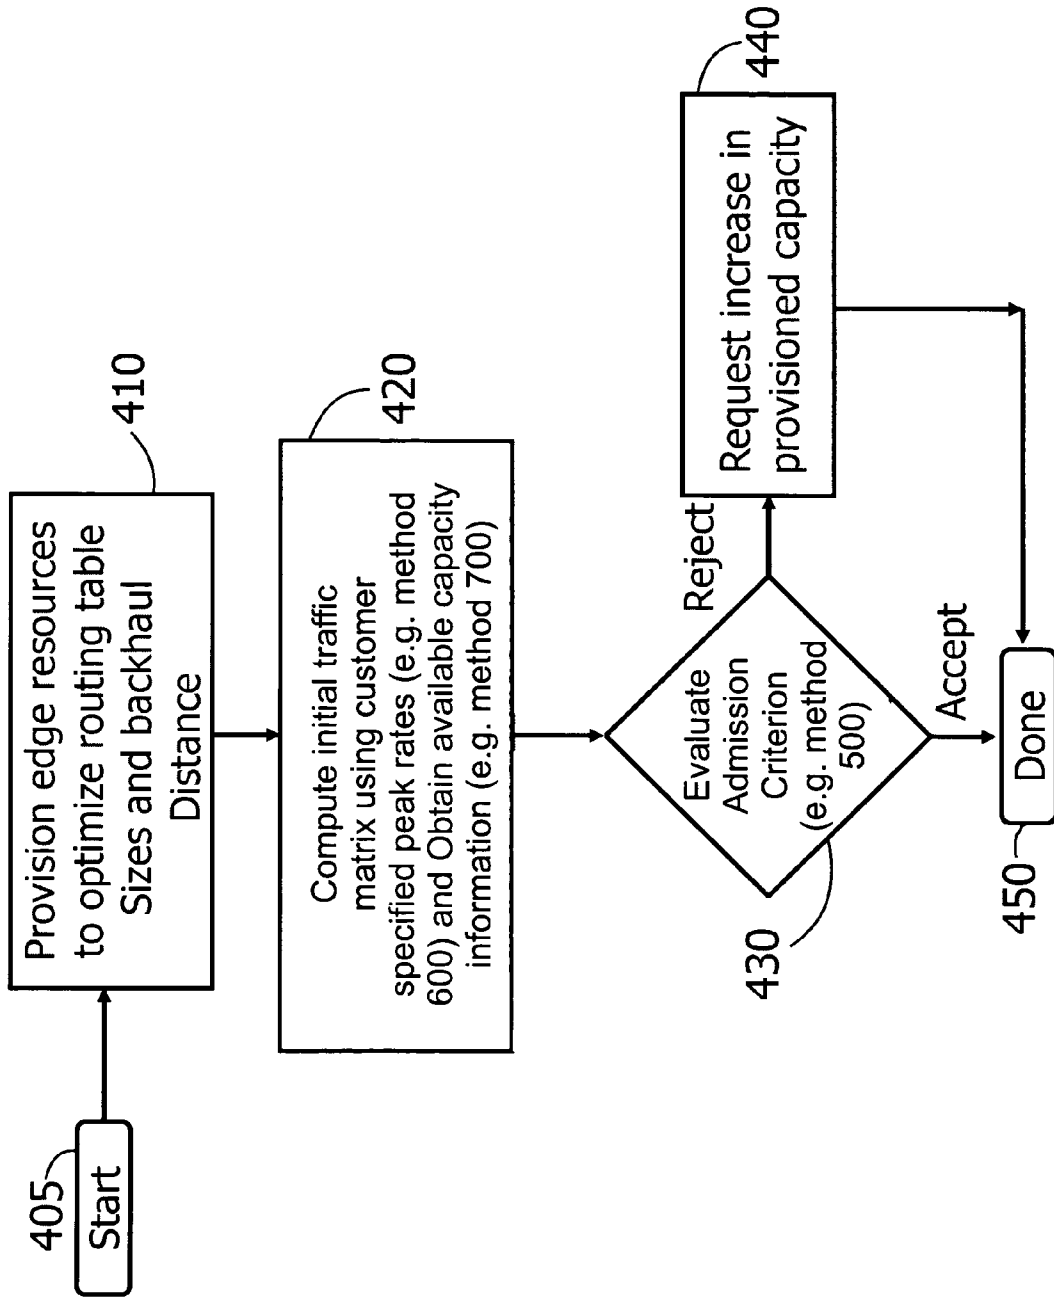 405
Start
Provision edge resources
to optimize routing table
Sizes and backhaul
Distance
410
Compute initial traffic
matrix using customer
specified peak rates (e.g. method
600) and Obtain available capacity
information (e.g. method 700)
420
Evaluate
Admission
Criterion
(e.g. method
500)
430
Reject
Request increase in
provisioned capacity
440
Accept
Done
450